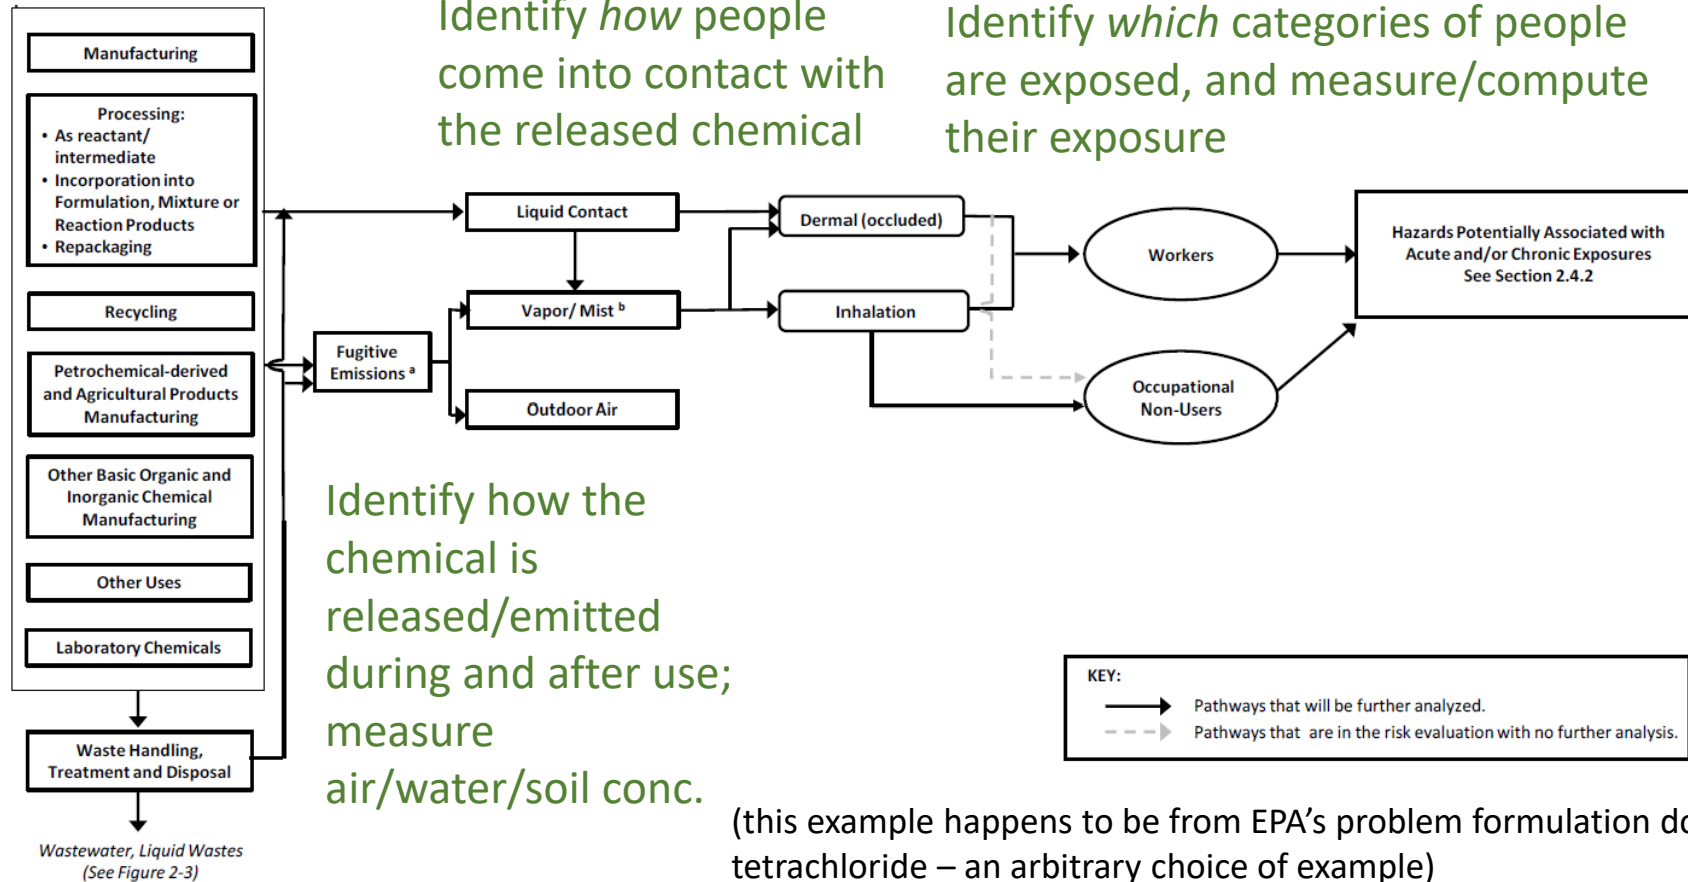 Identify how people
come into contact with
the released chemical
Identify which categories of people
are exposed, and measure/compute
their exposure
Manufacturing
Processing:
• As reactant/
intermediate
• Incorporation into
Formulation, Mixture or
Reaction Products
• Repackaging
Recycling
Petrochemical-derived
and Agricultural Products
Manufacturing
Other Basic Organic and
Inorganic Chemical
Manufacturing
Other Uses
Laboratory Chemicals
Waste Handling,
Treatment and Disposal
Wastewater, Liquid Wastes
(See Figure 2-3)
Fugitive
Emissions a
Liquid Contact
Vapor/ Mist b
Outdoor Air
Dermal (occluded)
Inhalation
Workers
Occupational
Non-Users
Hazards Potentially Associated with
Acute and/or Chronic Exposures
See Section 2.4.2
Identify how the
chemical is
released/emitted
during and after use;
measure
air/water/soil conc.
KEY:
Pathways that will be further analyzed.
Pathways that are in the risk evaluation with no further analysis.
(this example happens to be from EPA’s problem formulation
tetrachloride – an arbitrary choice of example)